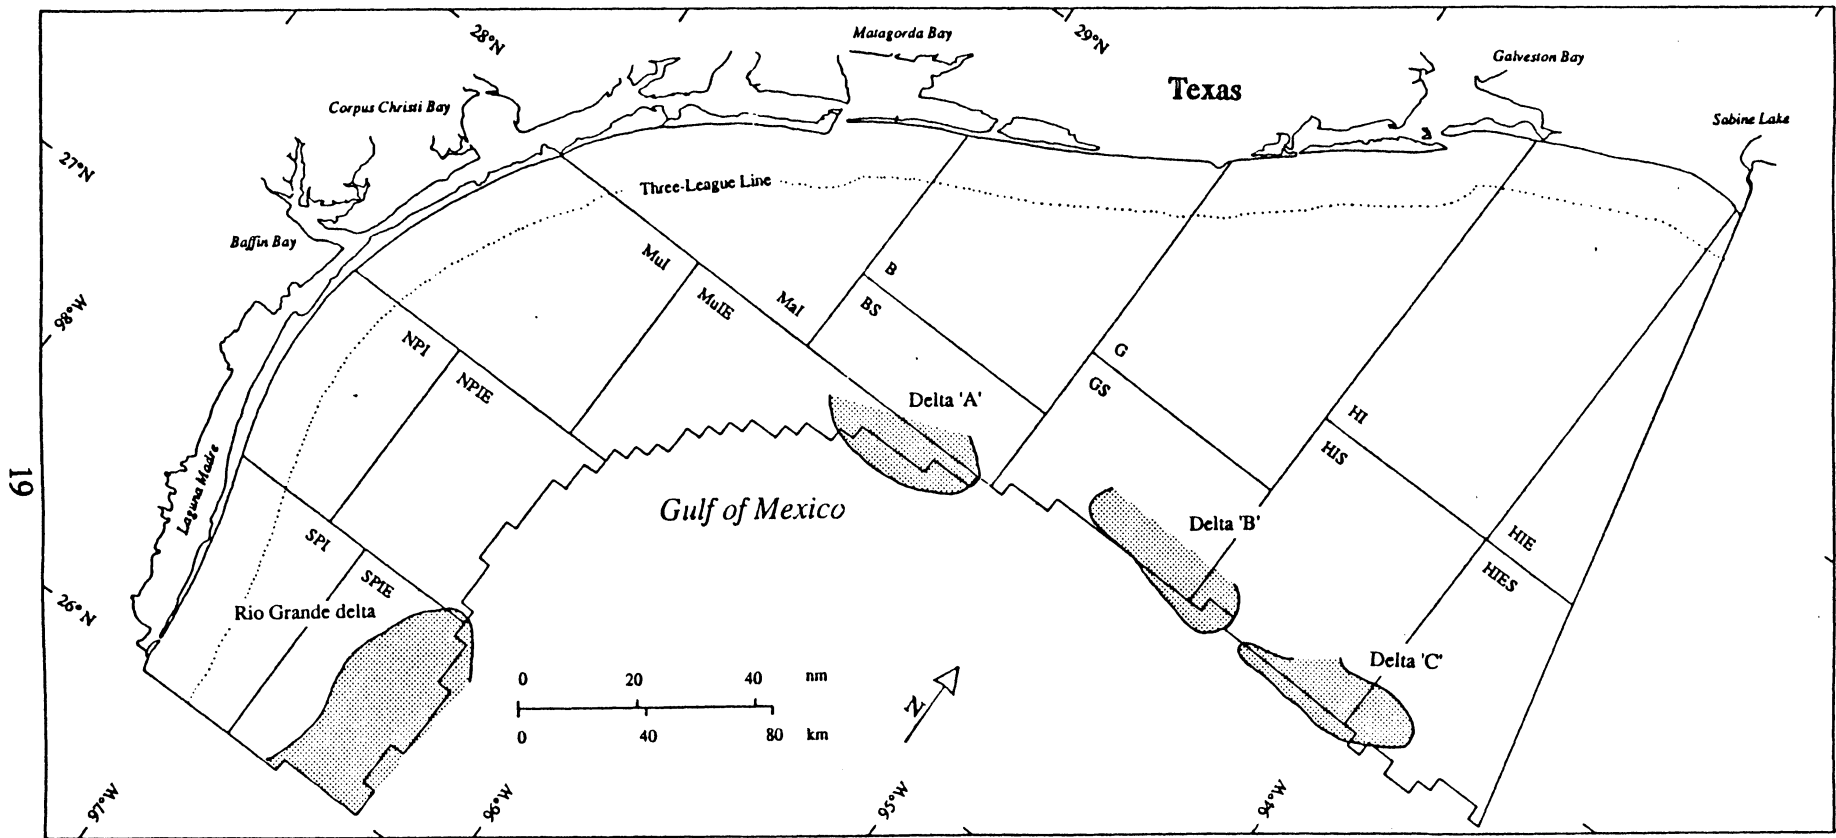 28°N
Matagorda Bay
29°N
Galveston Bay
Texas
Corpus Christi Bay
Sabine Lake
27°N
Three-League Line
Baffin Bay
MuI
B
MuIE
MaI
BS
98°W
NPI
G
NPIE
GS
Delta 'A'
HI
HIS
Laguna Madre
19
Gulf of Mexico
Delta 'B'
SPI
HIE
SPIE
HIES
26°N
Rio Grande delta
Delta 'C'
0 20 40 nm
N
0 40 80 km
97°W
96°W
95°W
94°W